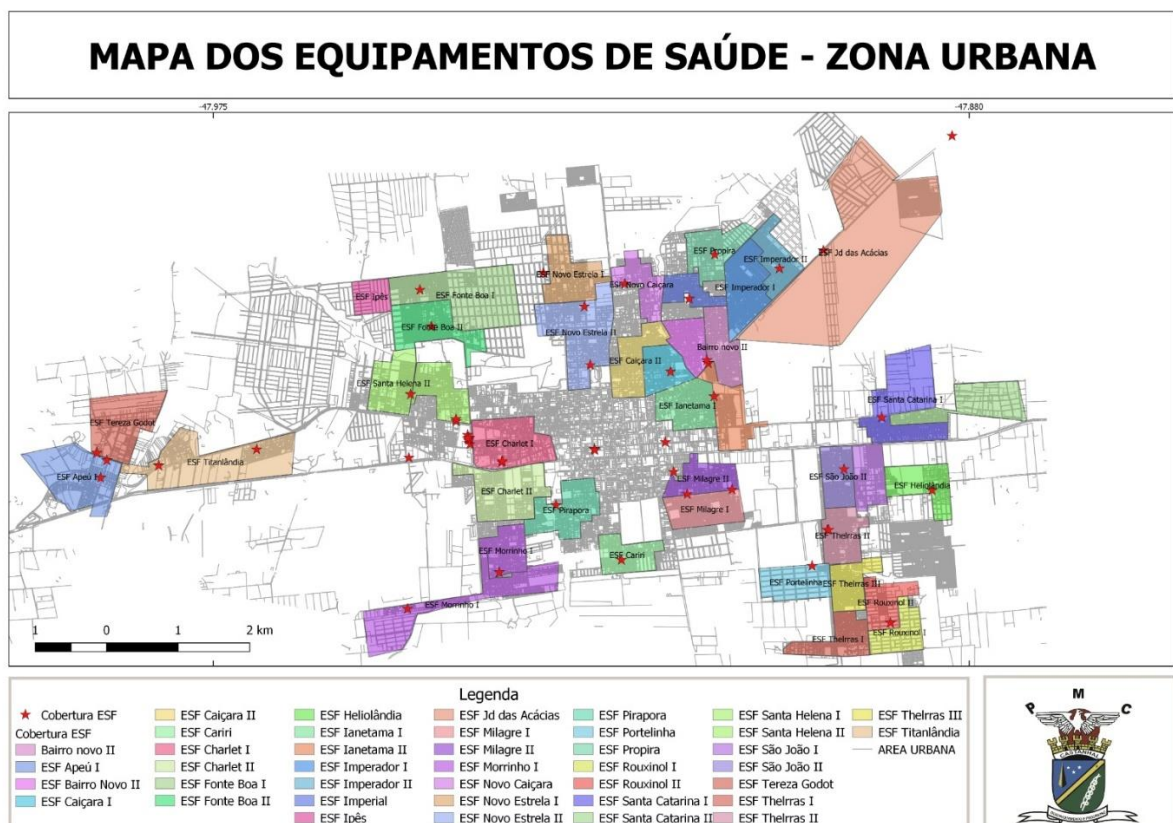 MAPA DOS EQUIPAMENTOS DE SAÚDE - ZONA URBANA
-47.975
-47.880
ESF Propira
ESF Imperador II
ESF Jd das Acácias
ESF Novo Estrela I
ESF Novo Caiçara
ESF Imperador I
ESF Ipês
ESF Fonte Boa I
ESF Fonte Boa II
ESF Novo Estrela II
Bairro novo II
ESF Caiçara II
ESF Santa Helena II
ESF Ianetama I
ESF Santa Catarina I
ESF Tereza Godot
ESF Charlot I
ESF Titanlândia
ESF Apeú I
ESF Milagre II
ESF São João II
ESF Heliolândia
ESF Charlet II
ESF Pirapora
ESF Milagre I
ESF Thelrras II
ESF Morrinho I
ESF Cariri
ESF Portelinha
ESF Thelrras III
ESF Rouxinol II
ESF Morrinho I
ESF Rouxinol I
ESF Thelrras I
1 0 1 2 km
Legenda
Cobertura ESF
Cobertura ESF
Bairro novo II
ESF Apeú I
ESF Bairro Novo II
ESF Caiçara I
ESF Caiçara II
ESF Cariri
ESF Charlet I
ESF Charlet II
ESF Fonte Boa I
ESF Fonte Boa II
ESF Heliolândia
ESF Ianetama I
ESF Ianetama II
ESF Imperador I
ESF Imperador II
ESF Imperial
ESF Ipês
ESF Jd das Acácias
ESF Milagre I
ESF Milagre II
ESF Morrinho I
ESF Novo Caiçara
ESF Novo Estrela I
ESF Novo Estrela II
ESF Pirapora
ESF Portelinha
ESF Propira
ESF Rouxinol I
ESF Rouxinol II
ESF Santa Catarina I
ESF Santa Catarina II
ESF Santa Helena I
ESF Santa Helena II
ESF São João I
ESF São João II
ESF Tereza Godot
ESF Thelrras I
ESF Thelrras II
ESF Thelrras III
ESF Titanlândia
AREA URBANA
P M C
CASTANHAL